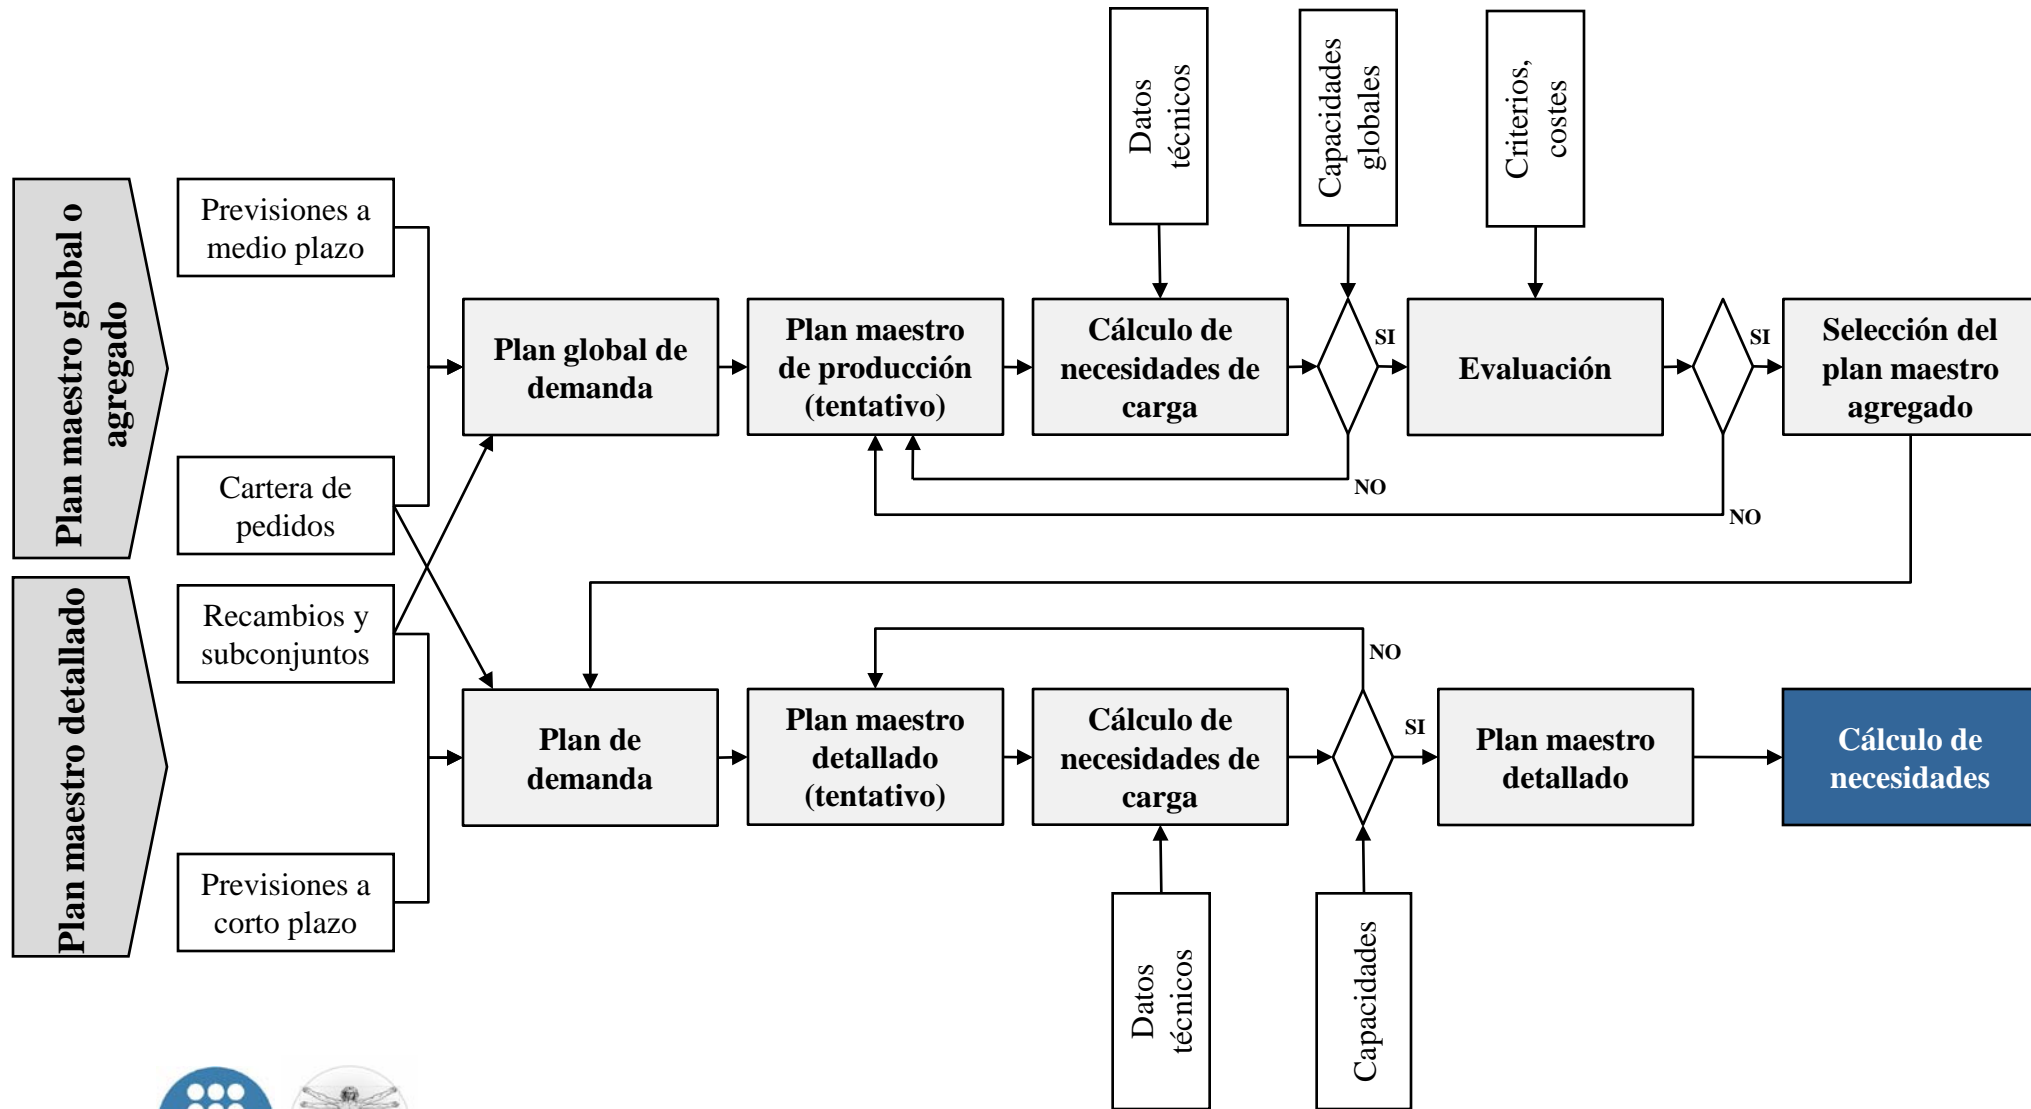 Datos
técnicos
Capacidades
globales
Criterios,
costes
Plan maestro global o
agregado
Previsiones a
medio plazo
Plan global de
demanda
Plan maestro
de producción
(tentativo)
Cálculo de
necesidades de
carga
SI
Evaluación
SI
Selección del
plan maestro
agregado
Cartera de
pedidos
NO
NO
Plan maestro detallado
Recambios y
subconjuntos
NO
Plan de
demanda
Plan maestro
detallado
(tentativo)
Cálculo de
necesidades de
carga
SI
Plan maestro
detallado
Cálculo de
necesidades
Previsiones a
corto plazo
Datos
técnicos
Capacidades